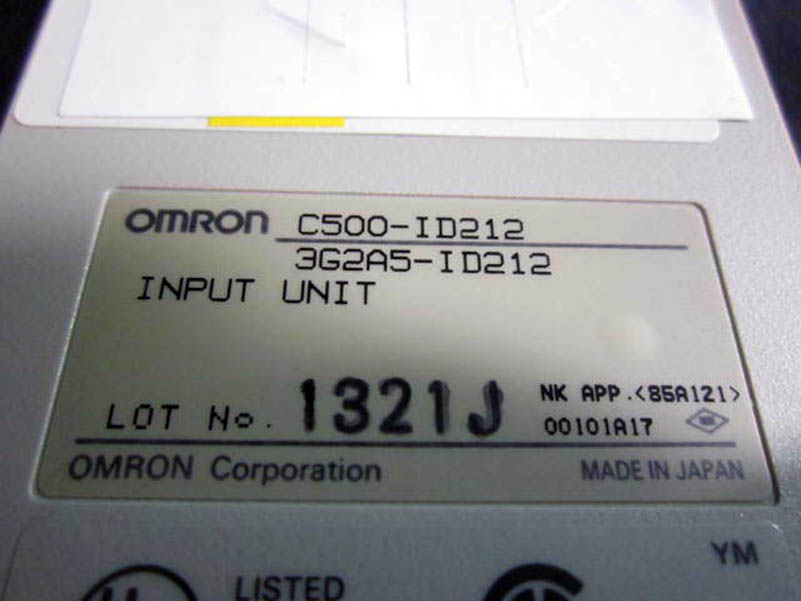 OMRON C500-ID212
3G2A5-ID212
INPUT UNIT
LOT No. 1321J
NK APP.<85A121>
00101A17
OMRON Corporation
MADE IN JAPAN
YM
LISTED